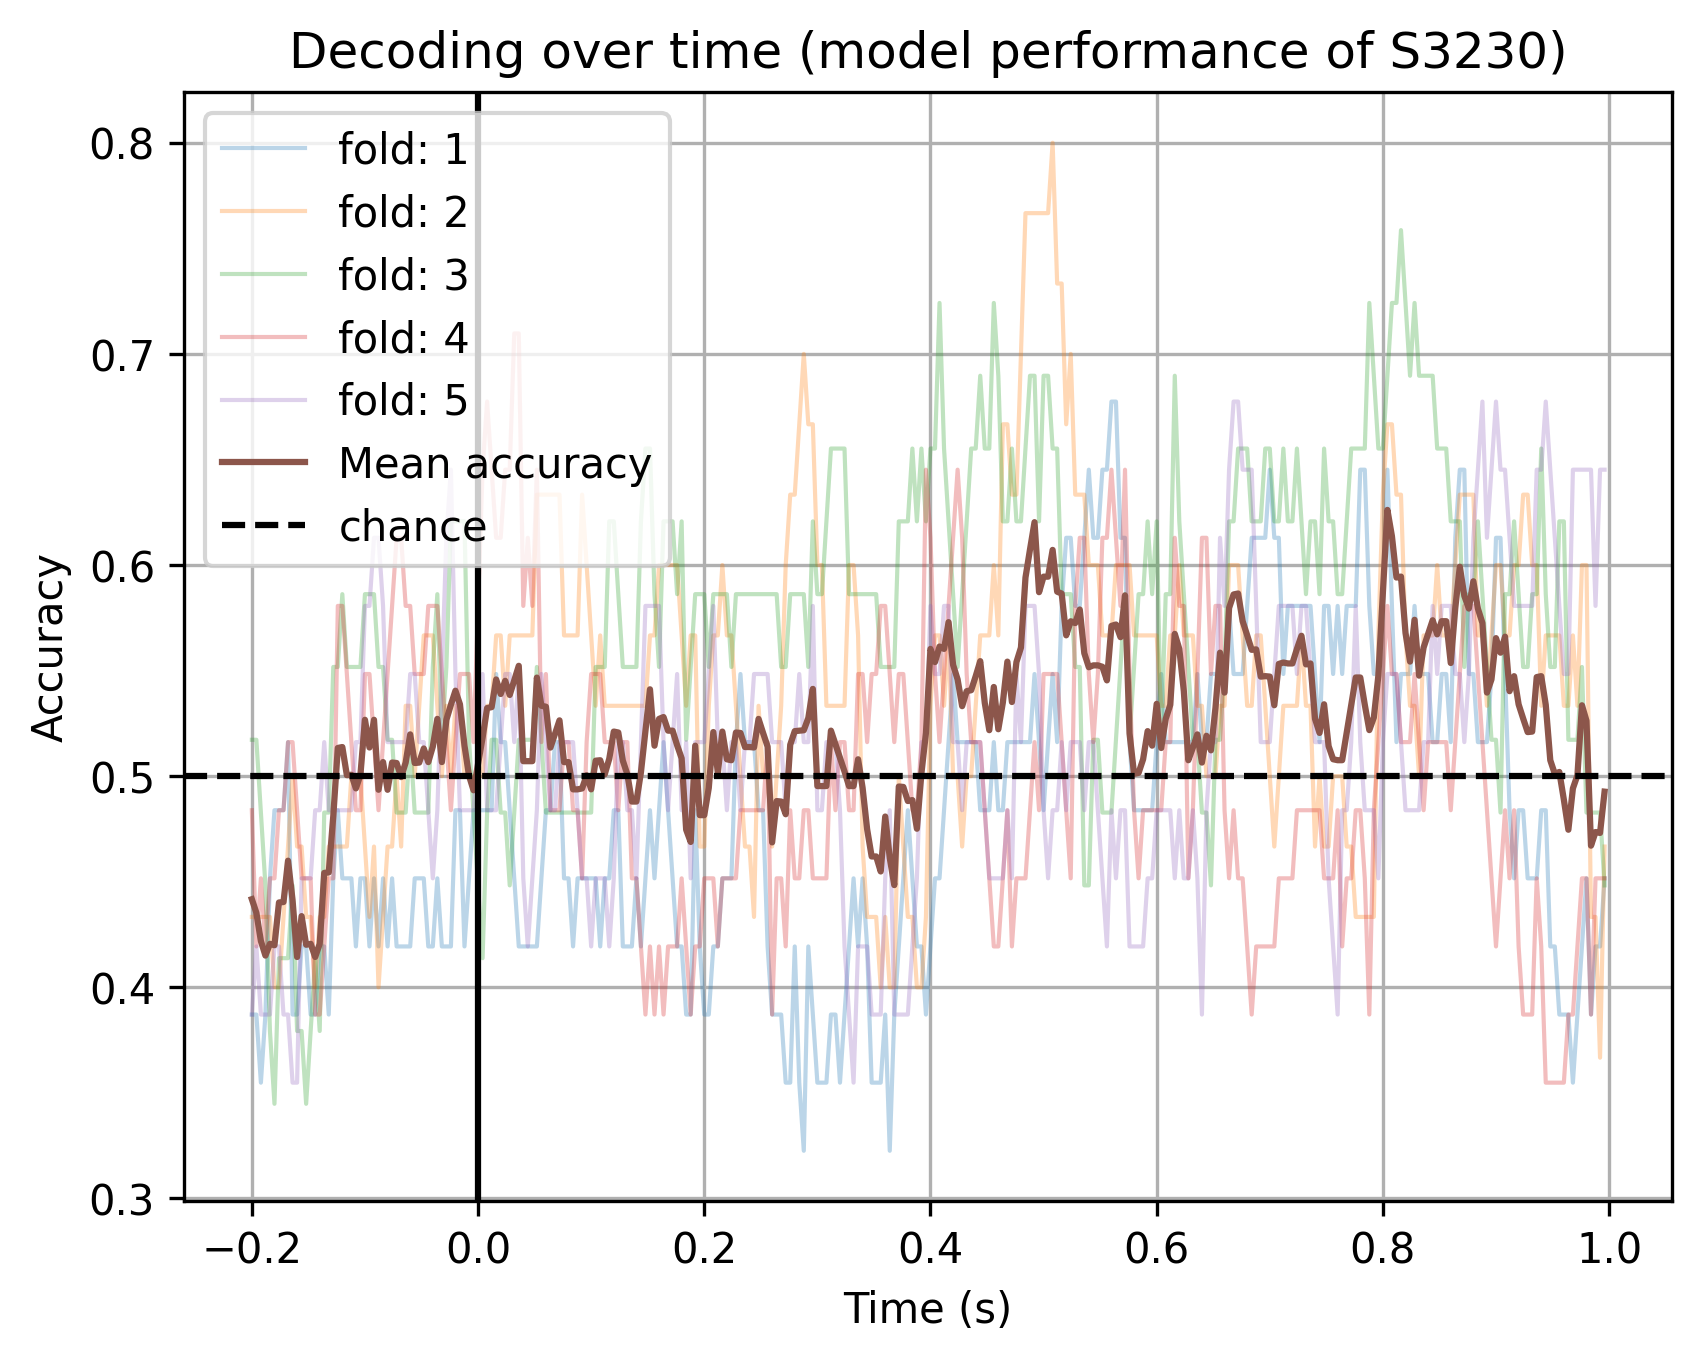 Decoding over time (model performance of S3230)
0.8
0.7
0.6
0.5
0.4
0.3
Accuracy
fold: 1
fold: 2
fold: 3
fold: 4
fold: 5
Mean accuracy
chance
−0.2 0.0 0.2 0.4 0.6 0.8 1.0
Time (s)